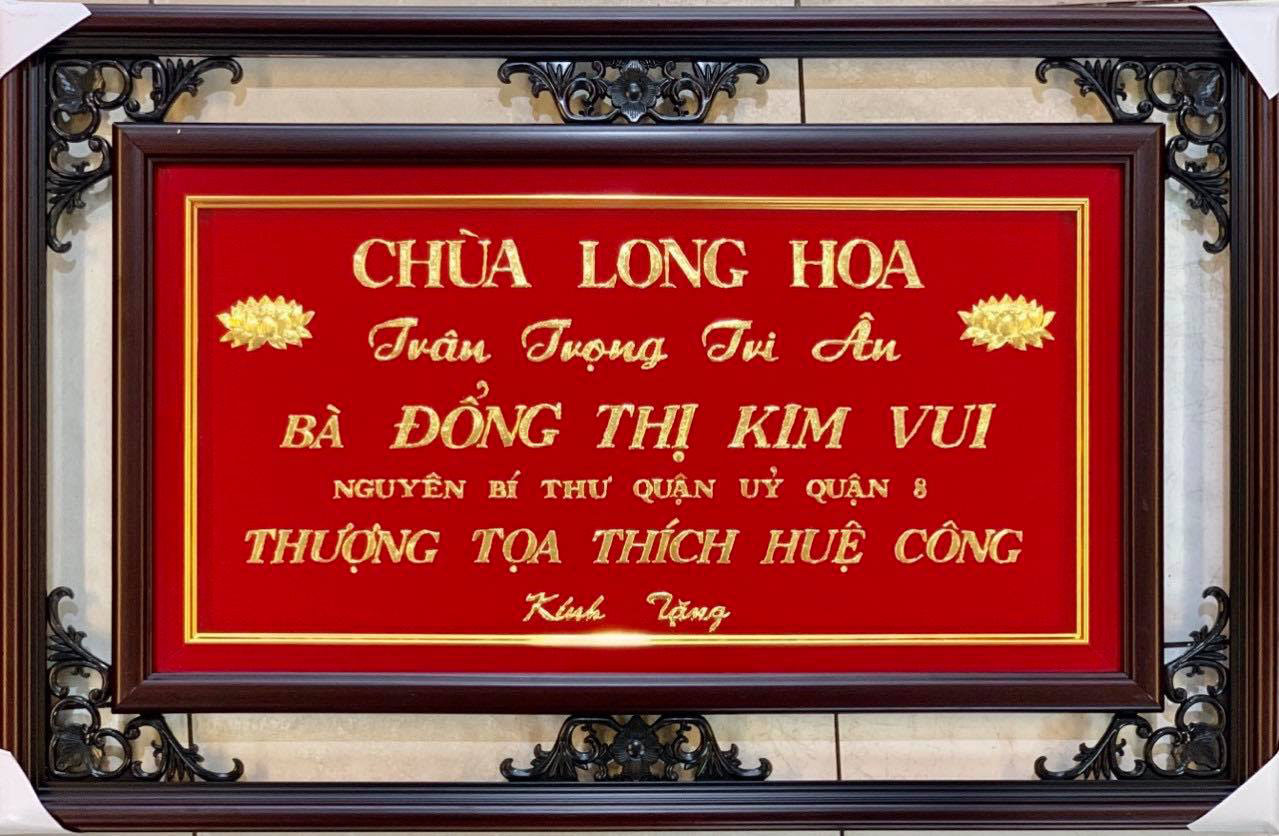 CHÙA LONG HOA
Trân Trọng Tri Ân
BÀ ĐỔNG THỊ KIM VUI
NGUYÊN BÍ THƯ QUẬN UỶ QUẬN 8
THƯỢNG TỌA THÍCH HUỆ CÔNG
Kính Tặng